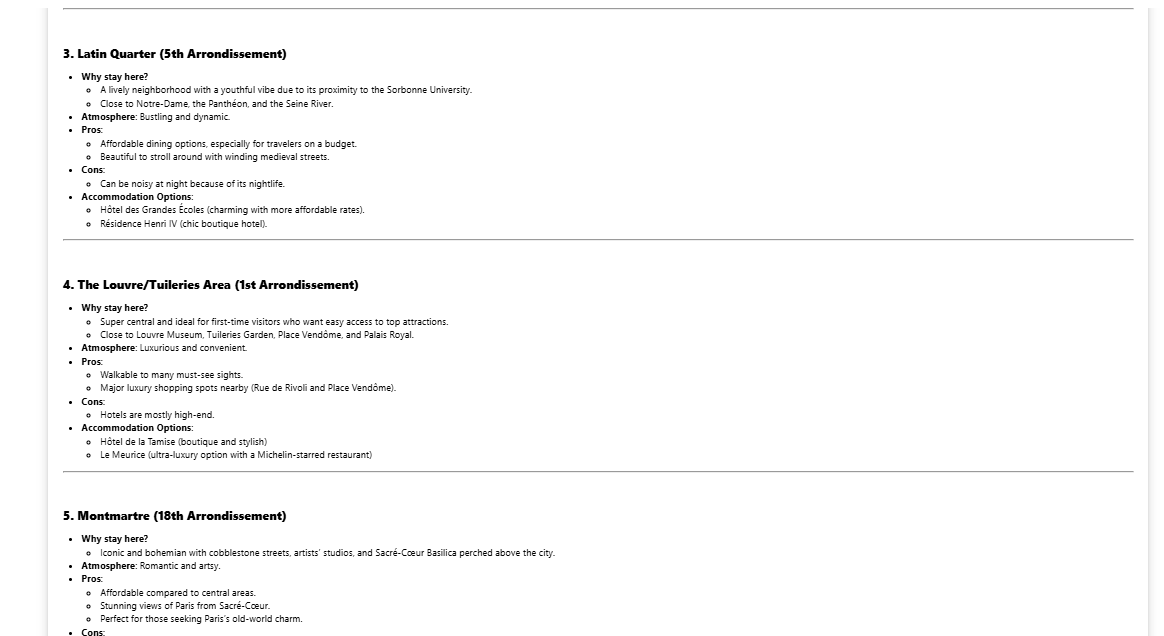 3. Latin Quarter (5th Arrondissement)
Why stay here?
A lively neighborhood with a youthful vibe due to its proximity to the Sorbonne University.
Close to Notre-Dame, the Panthéon, and the Seine River.
Atmosphere: Bustling and dynamic.
Pros:
Affordable dining options, especially for travelers on a budget.
Beautiful to stroll around with winding medieval streets.
Cons:
Can be noisy at night because of its nightlife.
Accommodation Options:
Hôtel des Grandes Écoles (charming with more affordable rates).
Résidence Henri IV (chic boutique hotel).
4. The Louvre/Tuileries Area (1st Arrondissement)
Why stay here?
Super central and ideal for first-time visitors who want easy access to top attractions.
Close to Louvre Museum, Tuileries Garden, Place Vendôme, and Palais Royal.
Atmosphere: Luxurious and convenient.
Pros:
Walkable to many must-see sights.
Major luxury shopping spots nearby (Rue de Rivoli and Place Vendôme).
Cons:
Hotels are mostly high-end.
Accommodation Options:
Hôtel de la Tamise (boutique and stylish)
Le Meurice (ultra-luxury option with a Michelin-starred restaurant)
5. Montmartre (18th Arrondissement)
Why stay here?
Iconic and bohemian with cobblestone streets, artists' studios, and Sacré-Cœur Basilica perched above the city.
Atmosphere: Romantic and artsy.
Pros:
Affordable compared to central areas.
Stunning views of Paris from Sacré-Cœur.
Perfect for those seeking Paris's old-world charm.
Cons: